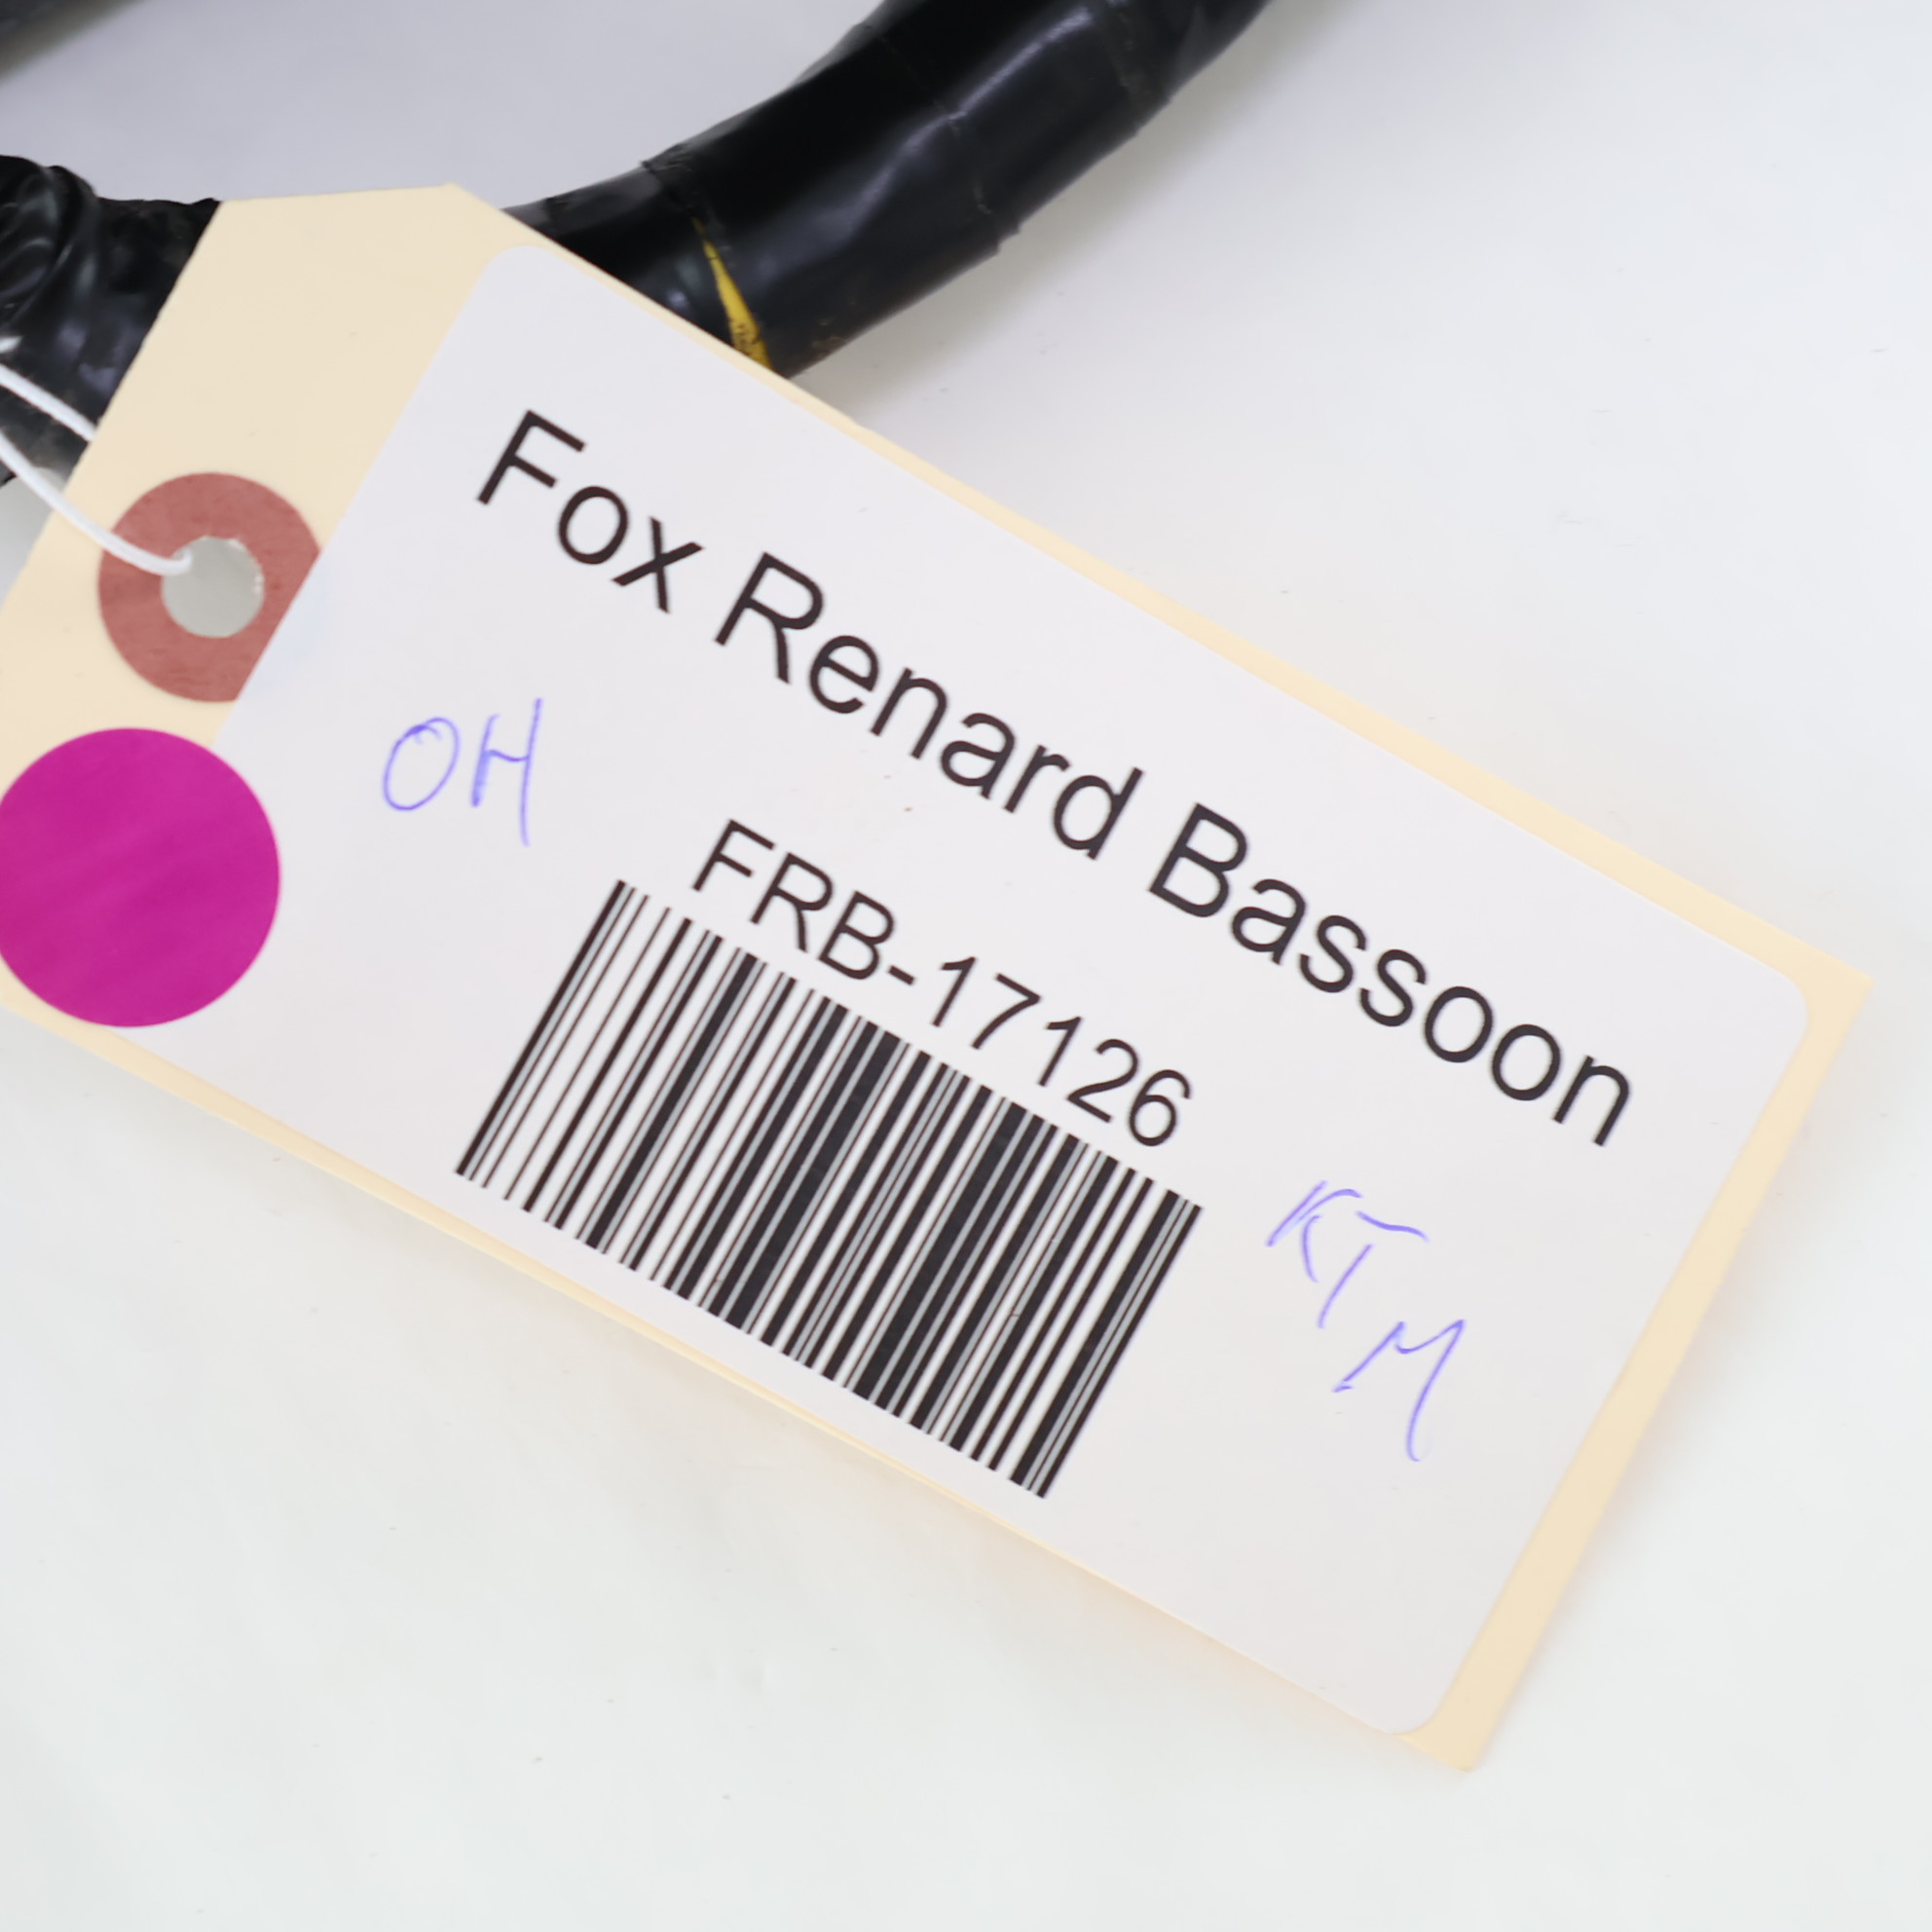 Fox Renard Bassoon
OH
FRB-17126
KTM